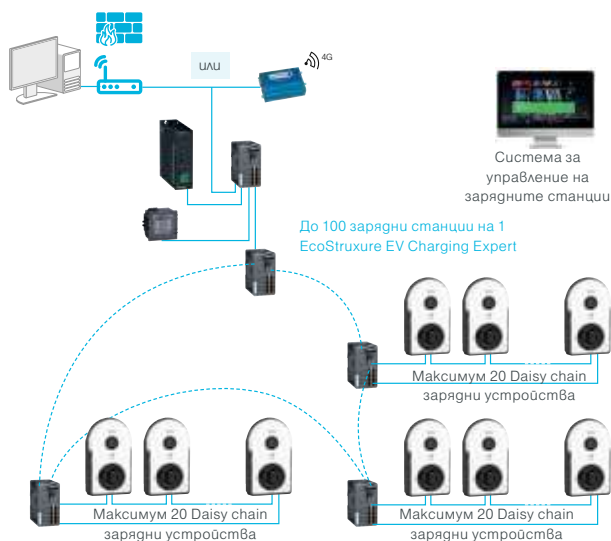 или
4G
Система за
управление на
зарядните станции
До 100 зарядни станции на 1
EcoStruxure EV Charging Expert
Максимум 20 Daisy chain
зарядни устройства
Максимум 20 Daisy chain
зарядни устройства
Максимум 20 Daisy chain
зарядни устройства